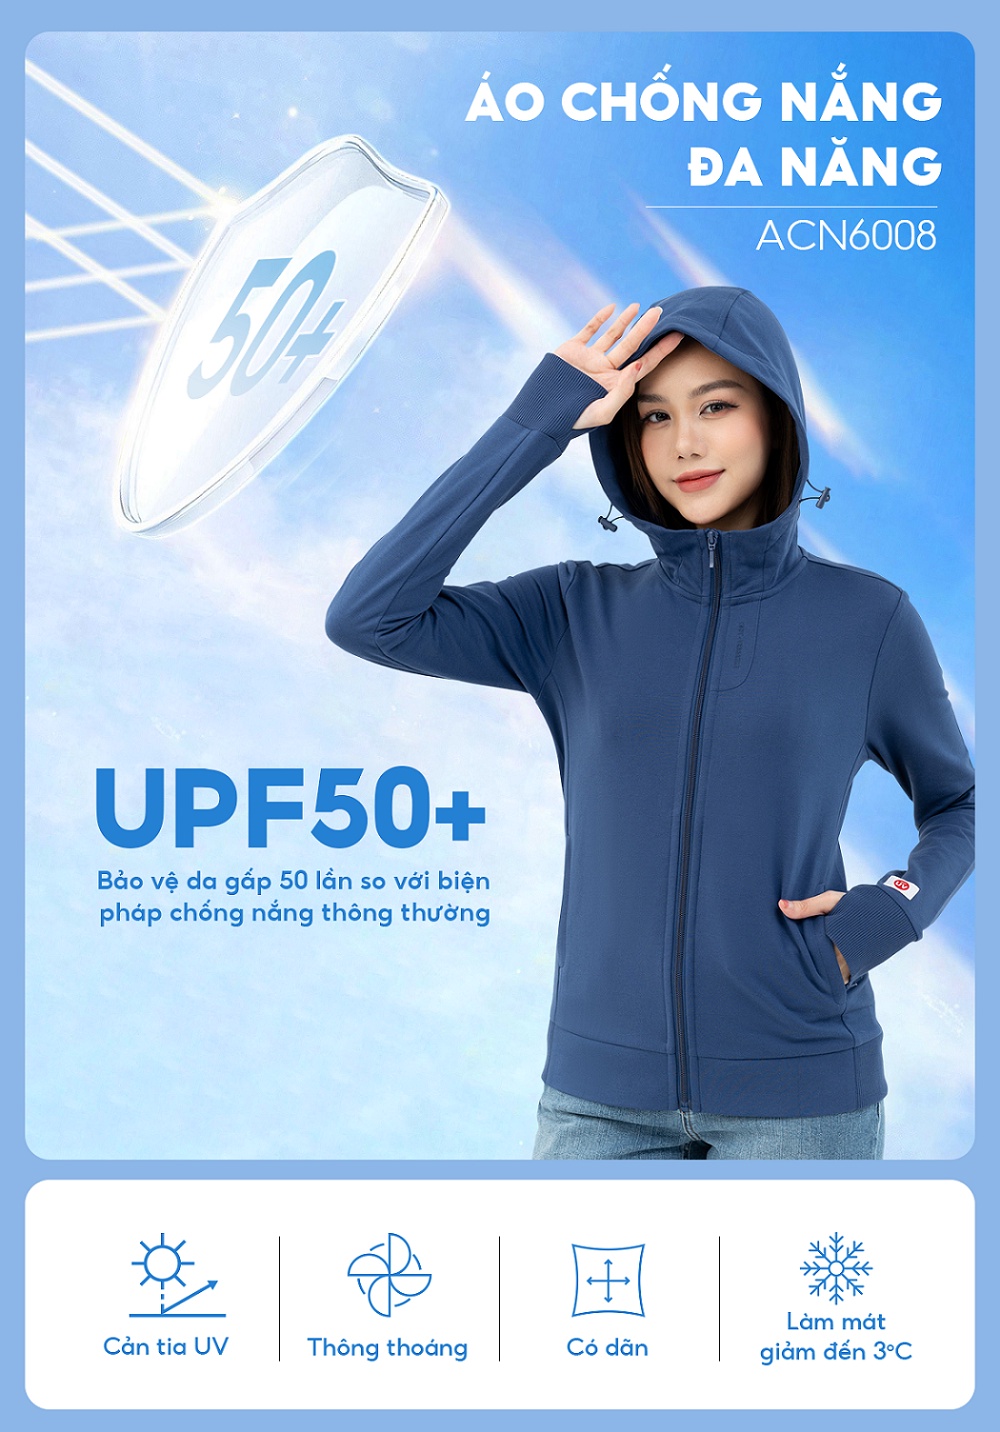 ÁO CHỐNG NẮNG
ĐA NĂNG
ACN6008
50+
UPF50+
Bảo vệ da gấp 50 lần so với biện
pháp chống nắng thông thường
UV
Cản tia UV
Thông thoáng
Có dãn
Làm mát
giảm đến 3°C